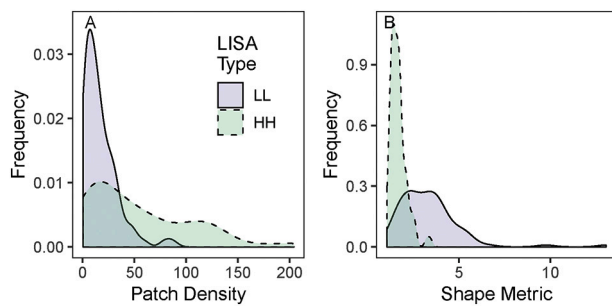 A
B
LISA
Type
LL
HH
Frequency
0.03
0.02
0.01
0.00
0 50 100 150 200
Patch Density
Frequency
0.9
0.6
0.3
0.0
5 10
Shape Metric